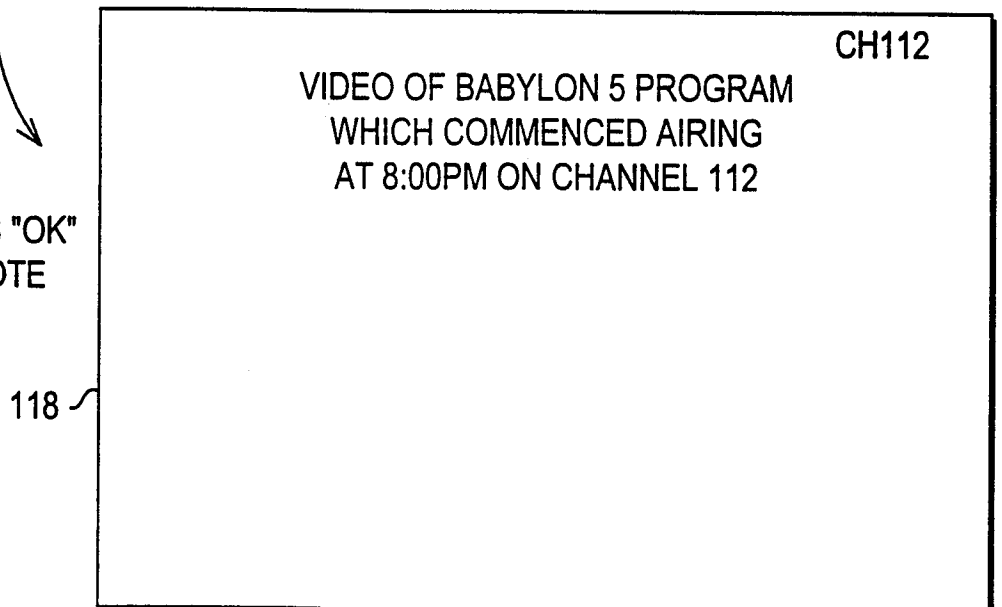 CH112
VIDEO OF BABYLON 5 PROGRAM
WHICH COMMENCED AIRING
AT 8:00PM ON CHANNEL 112
"OK"
118